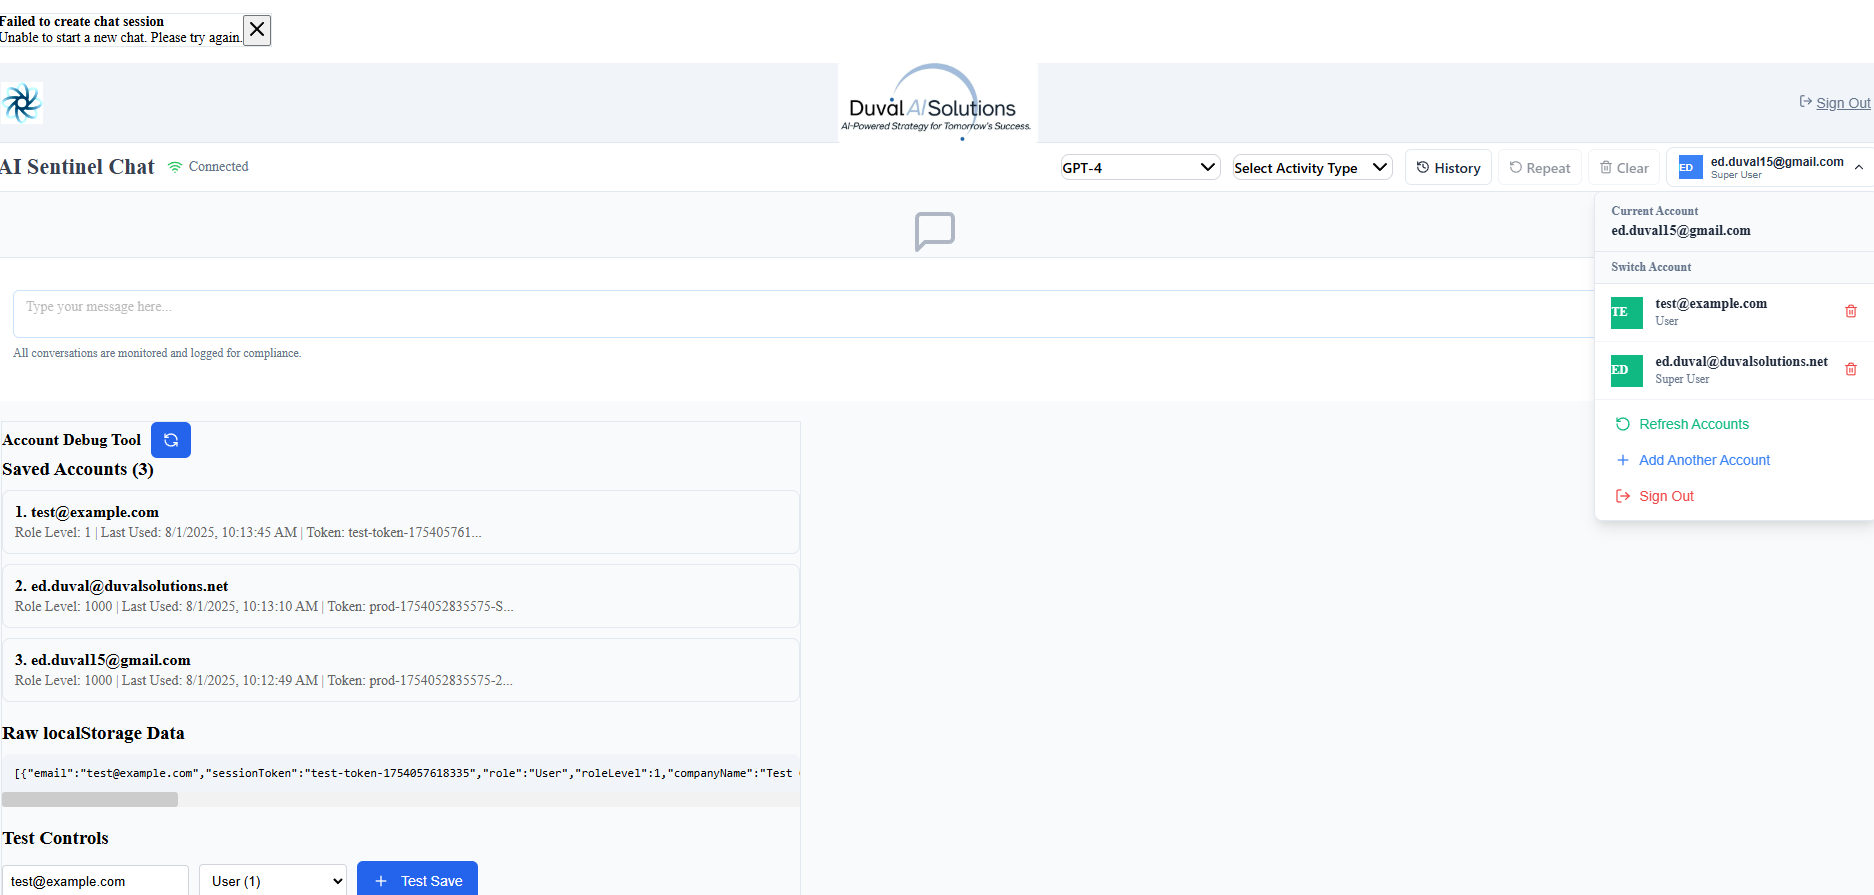 Failed to create chat session
Unable to start a new chat. Please try again.
Duval AI Solutions
AI-Powered Strategy for Tomorrow's Success.
Sign Out
AI Sentinel Chat
Connected
GPT-4
Select Activity Type
History
Repeat
Clear
ED
ed.duval15@gmail.com
Super User
Current Account
ed.duval15@gmail.com
Switch Account
TE
test@example.com
User
ED
ed.duval@duvalsolutions.net
Super User
Refresh Accounts
Add Another Account
Sign Out
Type your message here...
All conversations are monitored and logged for compliance.
Account Debug Tool
Saved Accounts (3)
1. test@example.com
Role Level: 1 | Last Used: 8/1/2025, 10:13:45 AM | Token: test-token-175405761...
2. ed.duval@duvalsolutions.net
Role Level: 1000 | Last Used: 8/1/2025, 10:13:10 AM | Token: prod-1754052835575-S...
3. ed.duval15@gmail.com
Role Level: 1000 | Last Used: 8/1/2025, 10:12:49 AM | Token: prod-1754052835575-2...
Raw localStorage Data
[{"email":"test@example.com","sessionToken":"test-token-1754057618335","role":"User","roleLevel":1,"companyName":"Test
Test Controls
test@example.com
User (1)
Test Save